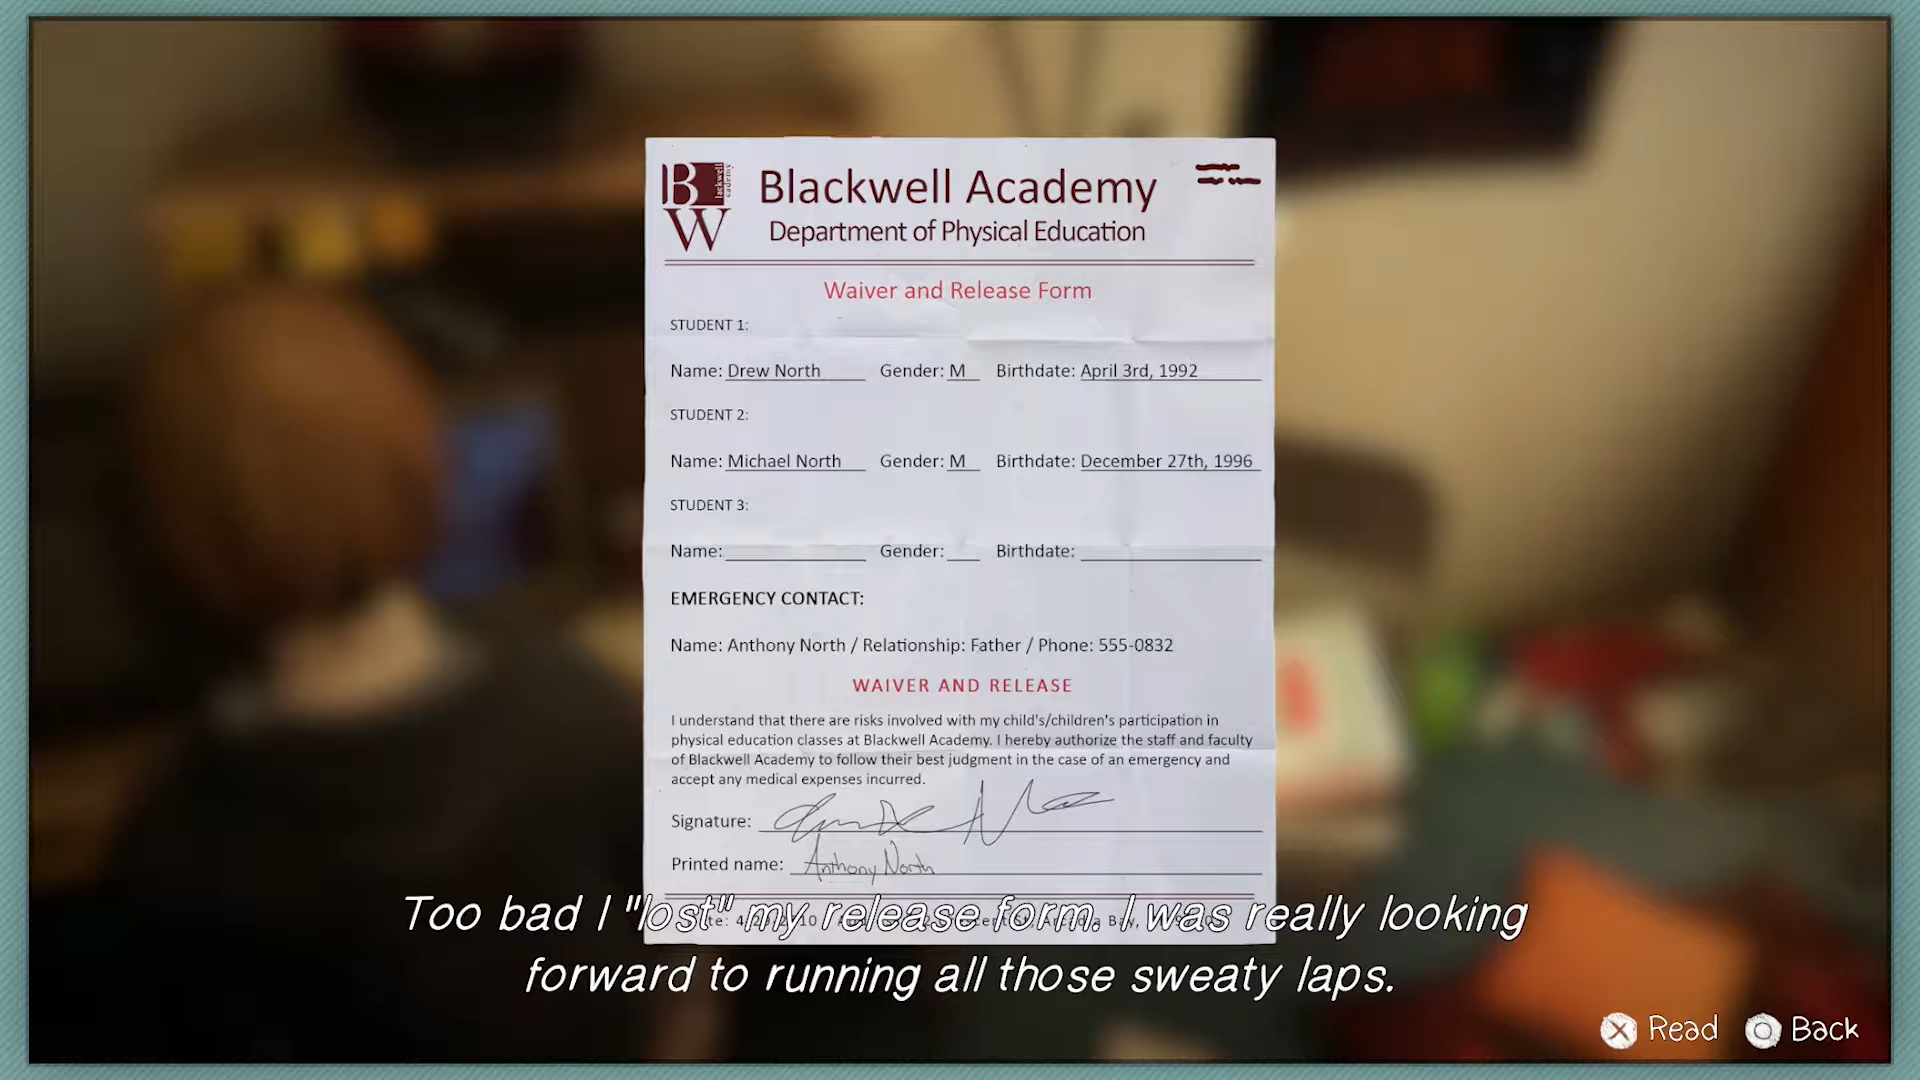 B
lackwell
cademy
W
Blackwell Academy
Department of Physical Education
Waiver and Release Form
STUDENT 1:
Name: Drew North Gender: M Birthdate: April 3rd, 1992
STUDENT 2:
Name: Michael North Gender: M Birthdate: December 27th, 1996
STUDENT 3:
Name: Gender: Birthdate:
EMERGENCY CONTACT:
Name: Anthony North / Relationship: Father / Phone: 555-0832
WAIVER AND RELEASE
I understand that there are risks involved with my child's/children's participation in
physical education classes at Blackwell Academy. I hereby authorize the staff and faculty
of Blackwell Academy to follow their best judgment in the case of an emergency and
accept any medical expenses incurred.
Signature:
Printed name: Anthony North
Too bad I "lost" my release form. I was really looking
forward to running all those sweaty laps.
Read Back